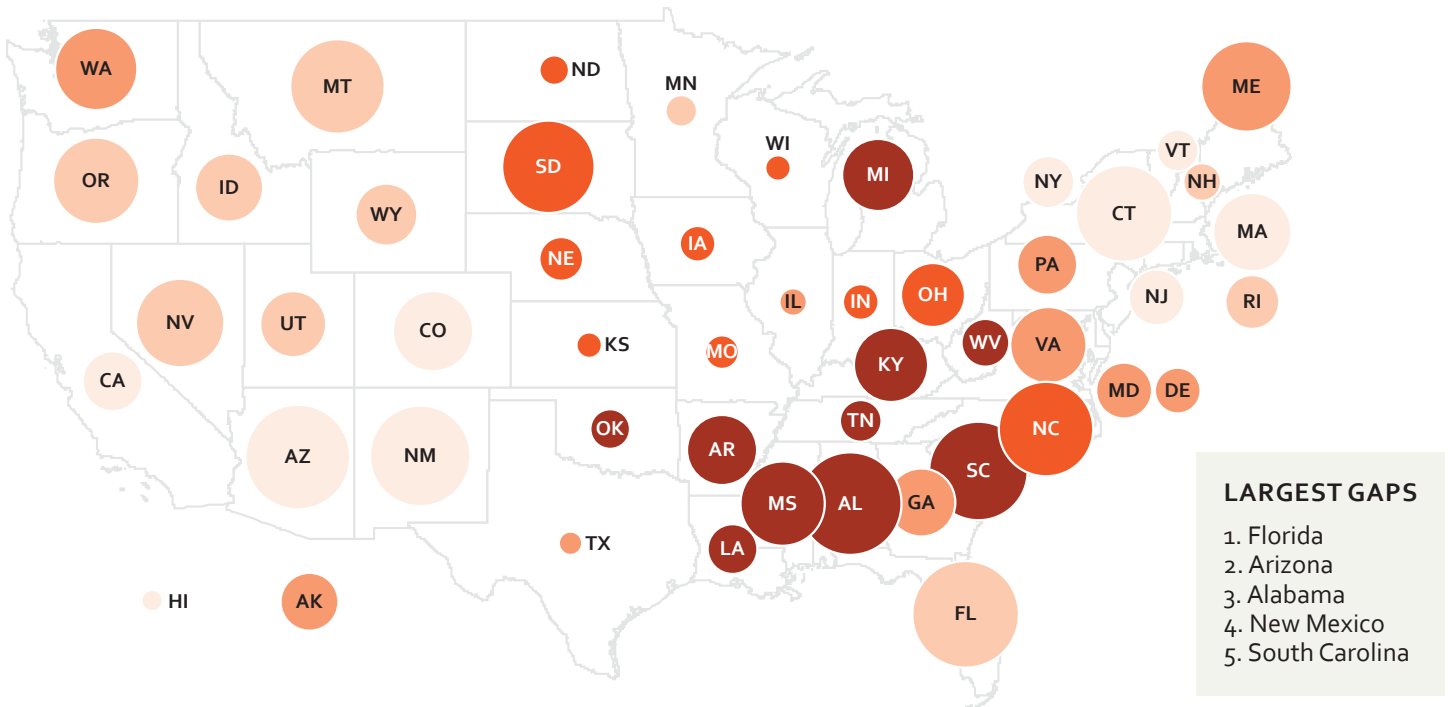 WA
MT
ND
MN
ME
OR
ID
WY
SD
WI
MI
VT
NY
NH
CT
MA
NE
IA
PA
NV
UT
CO
IL
IN
OH
NJ
RI
CA
KS
MO
KY
WV
VA
MD
DE
AZ
NM
OK
AR
TN
NC
SC
MS
AL
GA
LA
TX
HI
AK
FL
LARGEST GAPS
1. Florida
2. Arizona
3. Alabama
4. New Mexico
5. South Carolina